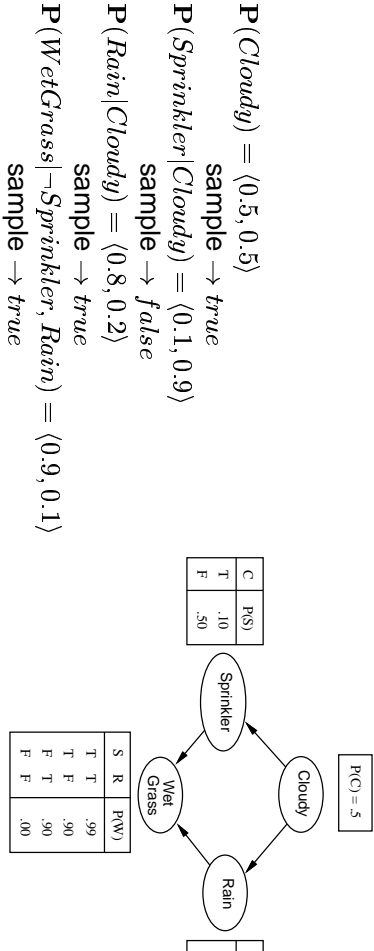 P(Cloudy) = ⟨0.5, 0.5⟩
sample → true
P(Sprinkler|Cloudy) = ⟨0.1, 0.9⟩
sample → false
P(Rain|Cloudy) = ⟨0.8, 0.2⟩
sample → true
P(WetGrass|¬Sprinkler, Rain) = ⟨0.9, 0.1⟩
sample → true
P(C) = .5
Cloudy
C P(S)
T .10
F .50
Sprinkler
Rain
Wet
Grass
S R P(W)
T T .99
T F .90
F T .90
F F .00